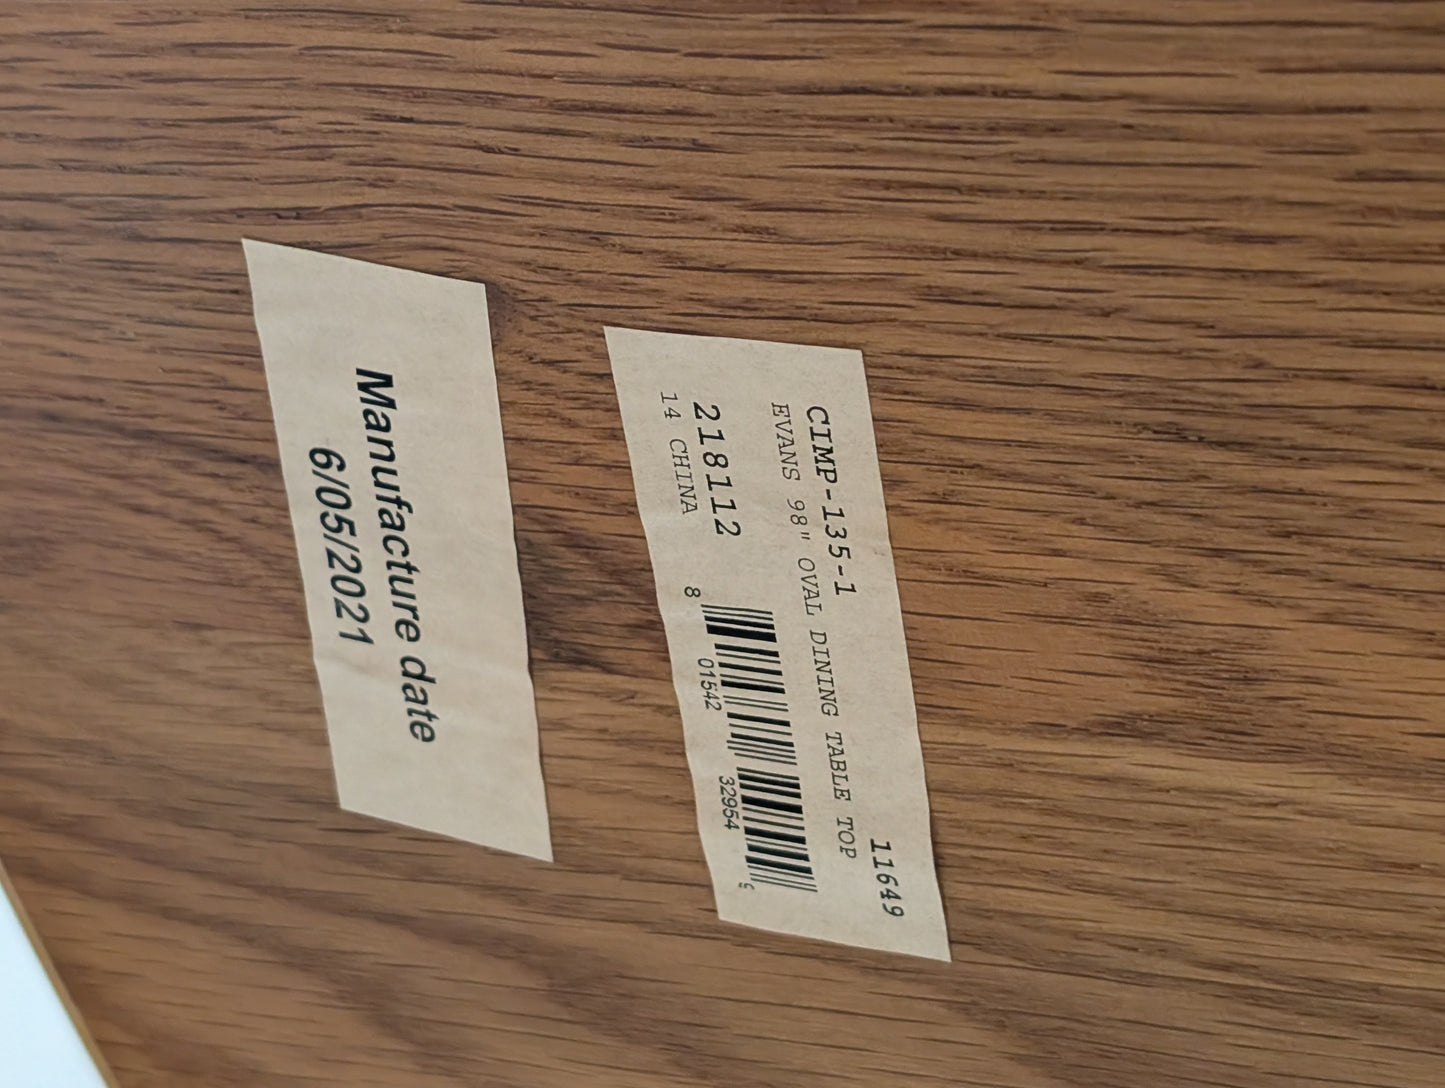 11649
CIMP-135-1
EVANS 98" OVAL DINING TABLE TOP
218112
14 CHINA
8 01542 32954
Manufacture date
6/05/2021